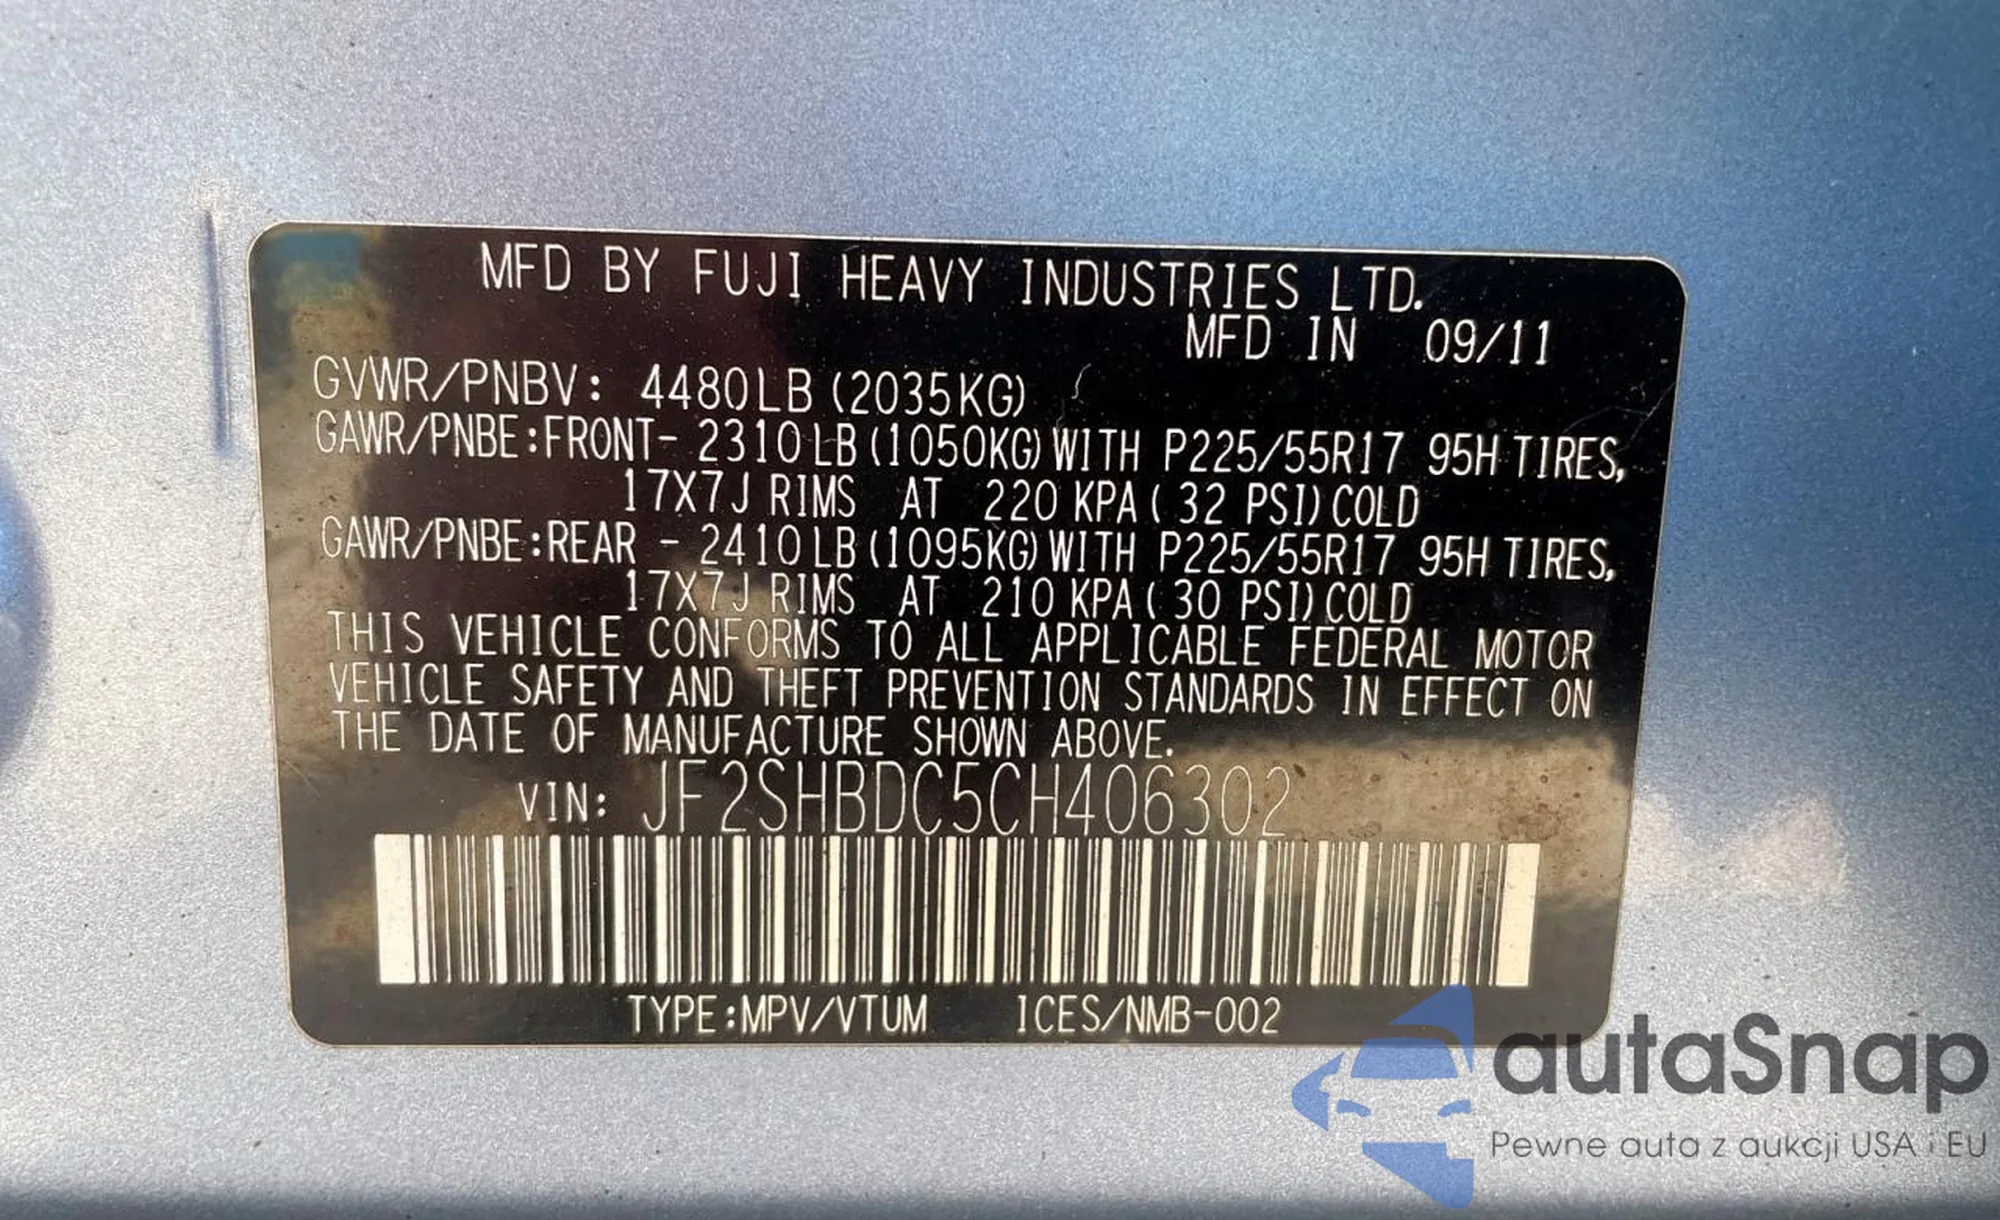 MFD BY FUJI HEAVY INDUSTRIES LTD.
MFD IN 09/11
GVWR/PNBV: 4480LB (2035KG)
GAWR/PNBE:FRONT- 2310LB (1050KG) WITH P225/55R17 95H TIRES,
17X7J RIMS AT 220 KPA ( 32 PSI) COLD
GAWR/PNBE:REAR - 2410LB (1095KG) WITH P225/55R17 95H TIRES,
17X7J RIMS AT 210 KPA ( 30 PSI) COLD
THIS VEHICLE CONFORMS TO ALL APPLICABLE FEDERAL MOTOR
VEHICLE SAFETY AND THEFT PREVENTION STANDARDS IN EFFECT ON
THE DATE OF MANUFACTURE SHOWN ABOVE.
VIN: JF2SHBDC5CH406302
TYPE:MPV/VTUM ICES/NMB-002
autaSnap
Pewne auta z aukcji USA i EU